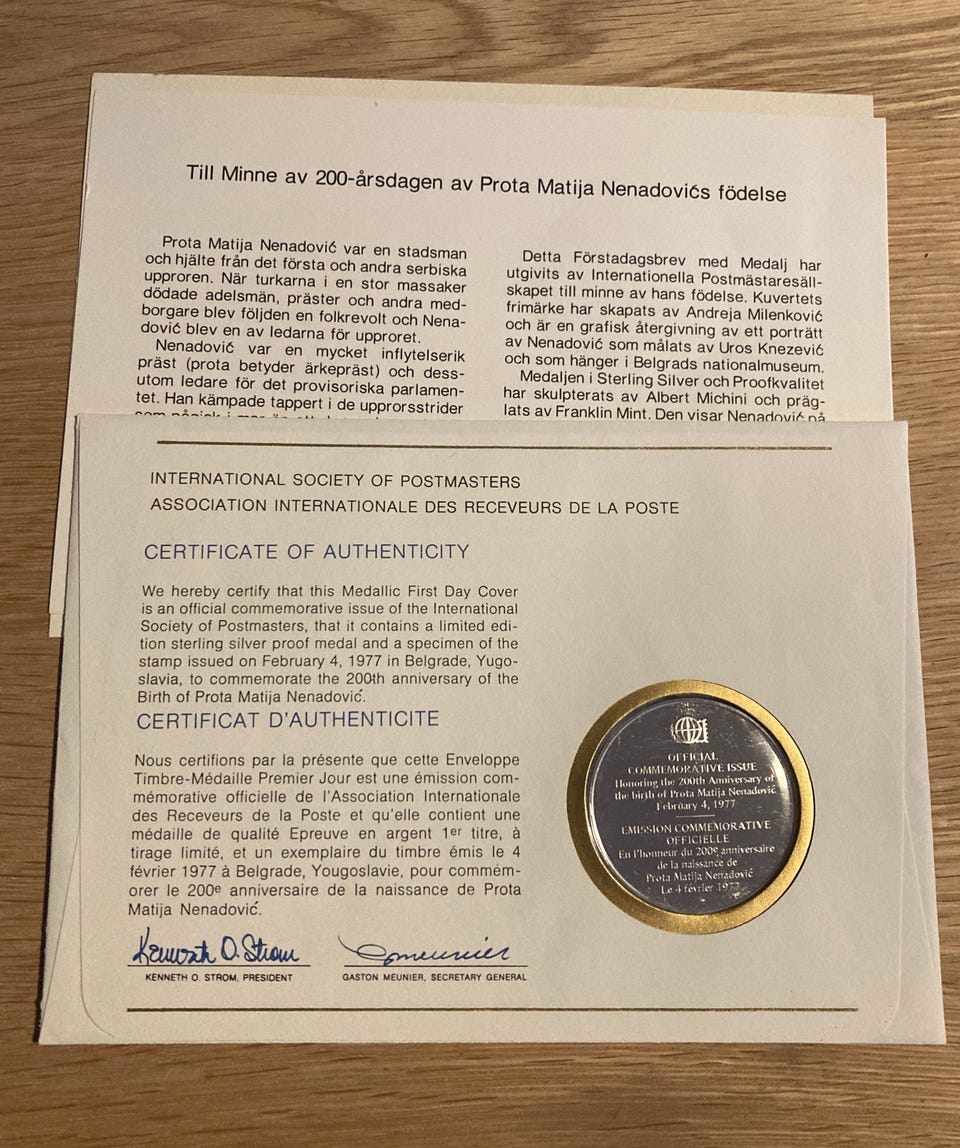 Till Minne av 200-årsdagen av Prota Matija Nenadovićs födelse
Prota Matija Nenadović var en stadsman
och hjälte från det första och andra serbiska
upproren. När turkarna i en stor massaker
dödade adelsmän, präster och andra med-
borgare blev följden en folkrevolt och Nena-
dović blev en av ledarna för upproret.
Nenadović var en mycket inflytelserik
präst (prota betyder ärkepräst) och dess-
utom ledare för det provisoriska parlamen-
tet. Han kämpade tappert i de upprorsstrider
Detta Förstadagsbrev med Medalj har
utgivits av Internationella Postmästaresäll-
skapet till minne av hans födelse. Kuvertets
frimärke har skapats av Andreja Milenković
och är en grafisk återgivning av ett porträtt
av Nenadović som målats av Uros Knezević
och som hänger i Belgrads nationalmuseum.
Medaljen i Sterling Silver och Proofkvalitet
har skulpterats av Albert Michini och präg-
lats av Franklin Mint. Den visar Nenadović på
INTERNATIONAL SOCIETY OF POSTMASTERS
ASSOCIATION INTERNATIONALE DES RECEVEURS DE LA POSTE
CERTIFICATE OF AUTHENTICITY
We hereby certify that this Medallic First Day Cover
is an official commemorative issue of the International
Society of Postmasters, that it contains a limited edi-
tion sterling silver proof medal and a specimen of the
stamp issued on February 4, 1977 in Belgrade, Yugo-
slavia, to commemorate the 200th anniversary of the
Birth of Prota Matija Nenadović.
CERTIFICAT D'AUTHENTICITE
Nous certifions par la présente que cette Enveloppe
Timbre-Médaille Premier Jour est une émission com-
mémorative officielle de l'Association Internationale
des Receveurs de la Poste et qu'elle contient une
médaille de qualité Epreuve en argent 1er titre, à
tirage limité, et un exemplaire du timbre émis le 4
février 1977 à Belgrade, Yougoslavie, pour commém-
orer le 200e anniversaire de la naissance de Prota
Matija Nenadović.
Kenneth O. Strom
KENNETH O. STROM, PRESIDENT
Gmeunier
GASTON MEUNIER, SECRETARY GENERAL
OFFICIAL
COMMEMORATIVE ISSUE
Honoring the 200th Anniversary of
the birth of Prota Matija Nenadović
February 4, 1977
EMISSION COMMEMORATIVE
OFFICIELLE
En l'honneur du 200e anniversaire
de la naissance de
Prota Matija Nenadović
Le 4 février 1977